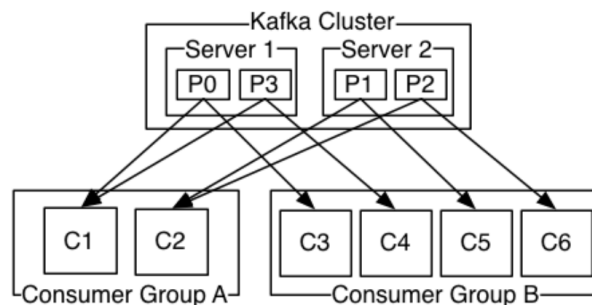 Kafka Cluster
Server 1 Server 2
P0 P3 P1 P2
C1 C2 C3 C4 C5 C6
Consumer Group A Consumer Group B